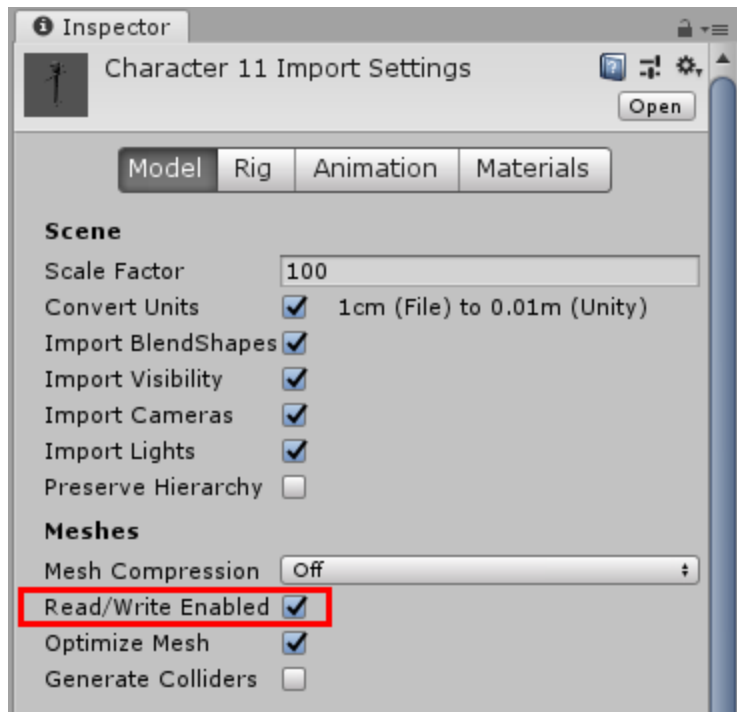 Inspector
Character 11 Import Settings
Open
Model Rig Animation Materials
Scene
Scale Factor 100
Convert Units 1cm (File) to 0.01m (Unity)
Import BlendShapes
Import Visibility
Import Cameras
Import Lights
Preserve Hierarchy
Meshes
Mesh Compression Off
Read/Write Enabled
Optimize Mesh
Generate Colliders